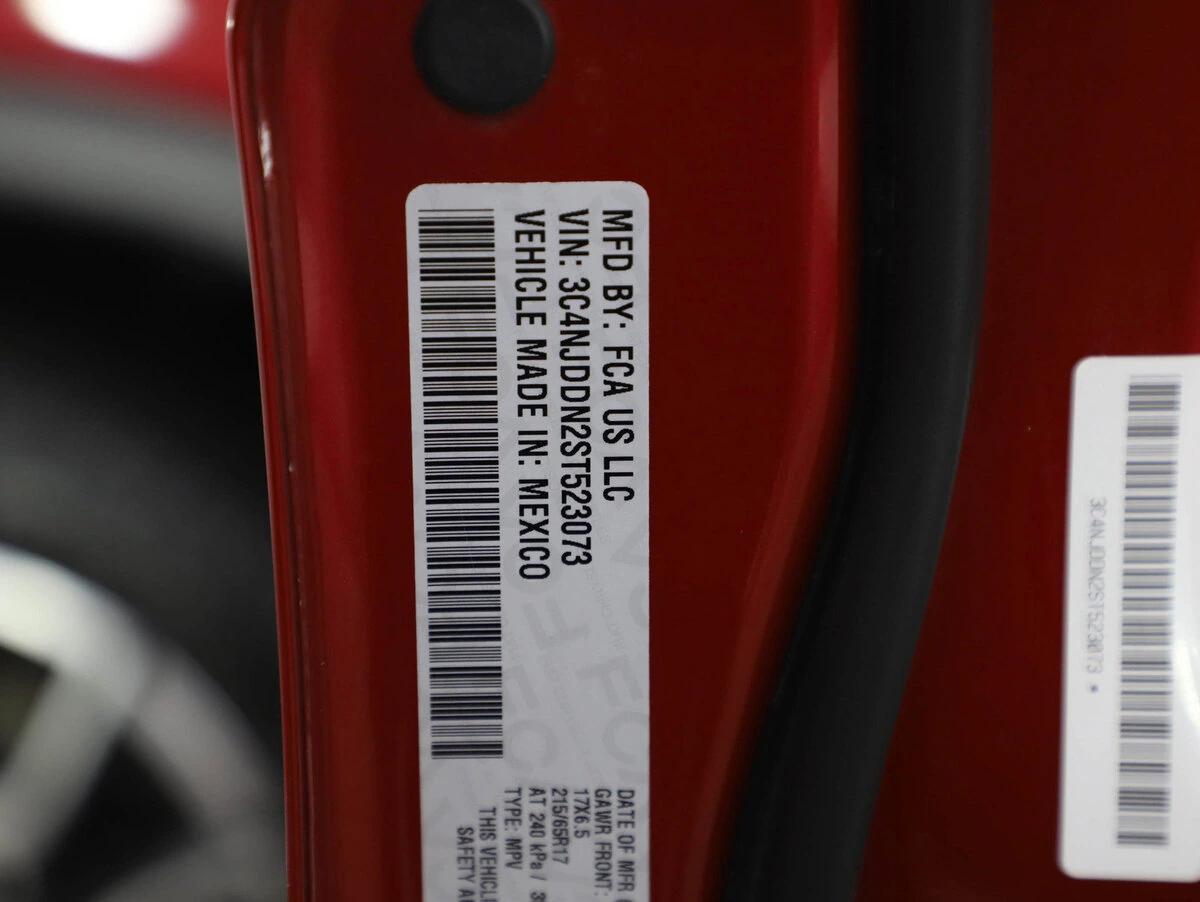 MFD BY: FCA US LLC
VIN: 3C4NJDDN2ST523073
VEHICLE MADE IN: MEXICO
DATE OF MFR
GAWR FRONT:
17X6.5
215/65R17
AT 240 kPa /
TYPE: MPV
THIS VEHICL
SAFETY A
3C4NJDDN2ST523073 *